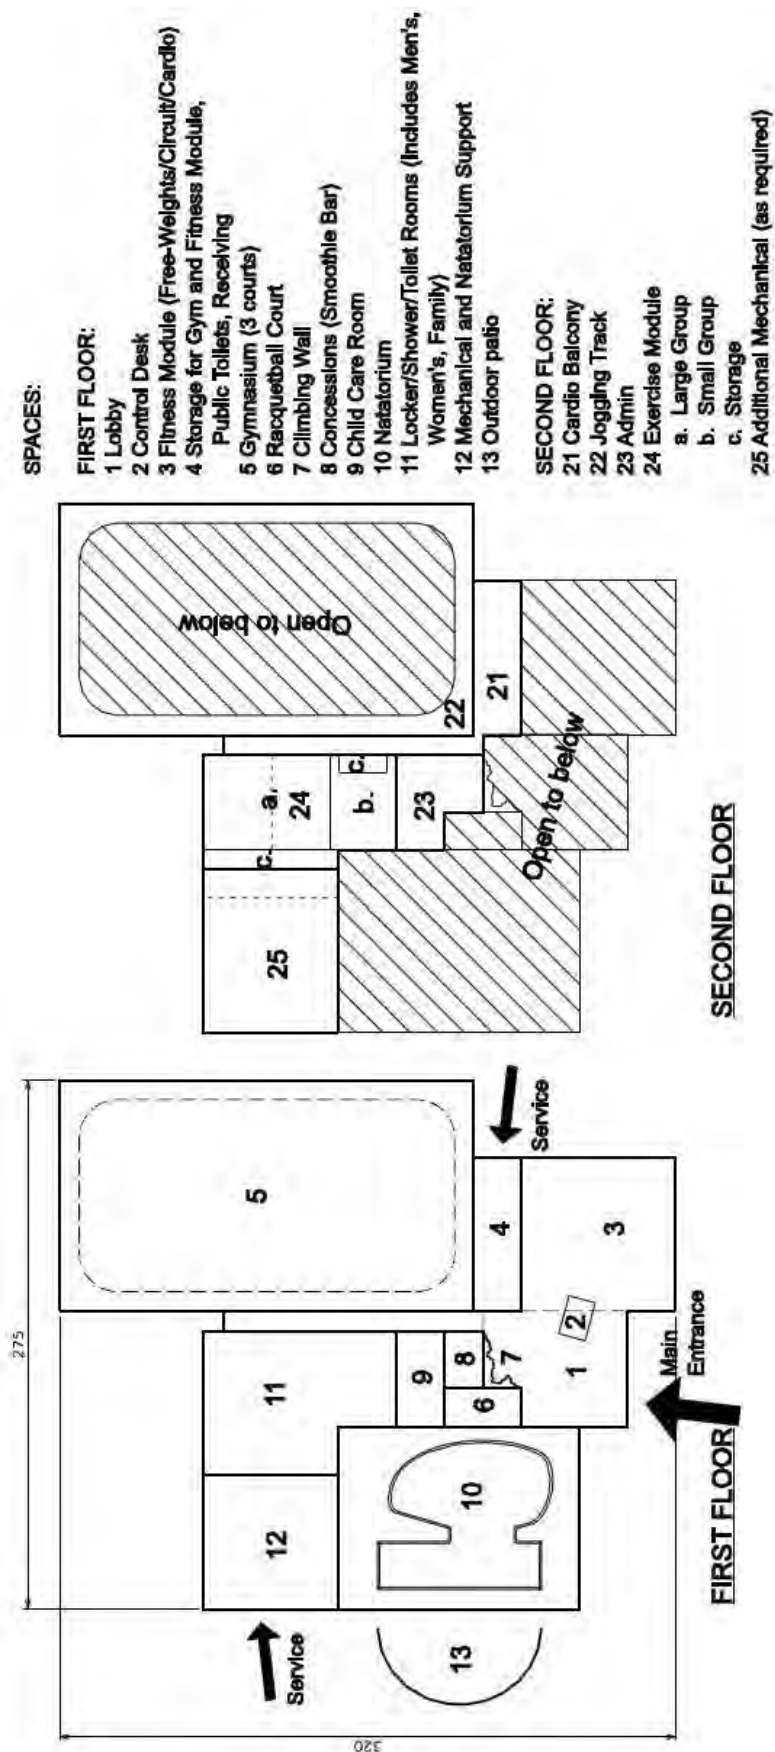 275
320
5
11
12
9
8
6
7
4
3
2
1
10
13
Service
Service
Main
Entrance
FIRST FLOOR
Open to below
22
21
a.
24
c.
c.
b.
23
25
Open to below
SECOND FLOOR
SPACES:
FIRST FLOOR:
1 Lobby
2 Control Desk
3 Fitness Module (Free-Weights/Circuit/Cardio)
4 Storage for Gym and Fitness Module,
Public Toilets, Receiving
5 Gymnasium (3 courts)
6 Racquetball Court
7 Climbing Wall
8 Concessions (Smoothie Bar)
9 Child Care Room
10 Natatorium
11 Locker/Shower/Toilet Rooms (Includes Men's,
Women's, Family)
12 Mechanical and Natatorium Support
13 Outdoor patio
SECOND FLOOR:
21 Cardio Balcony
22 Jogging Track
23 Admin
24 Exercise Module
a. Large Group
b. Small Group
c. Storage
25 Additional Mechanical (as required)